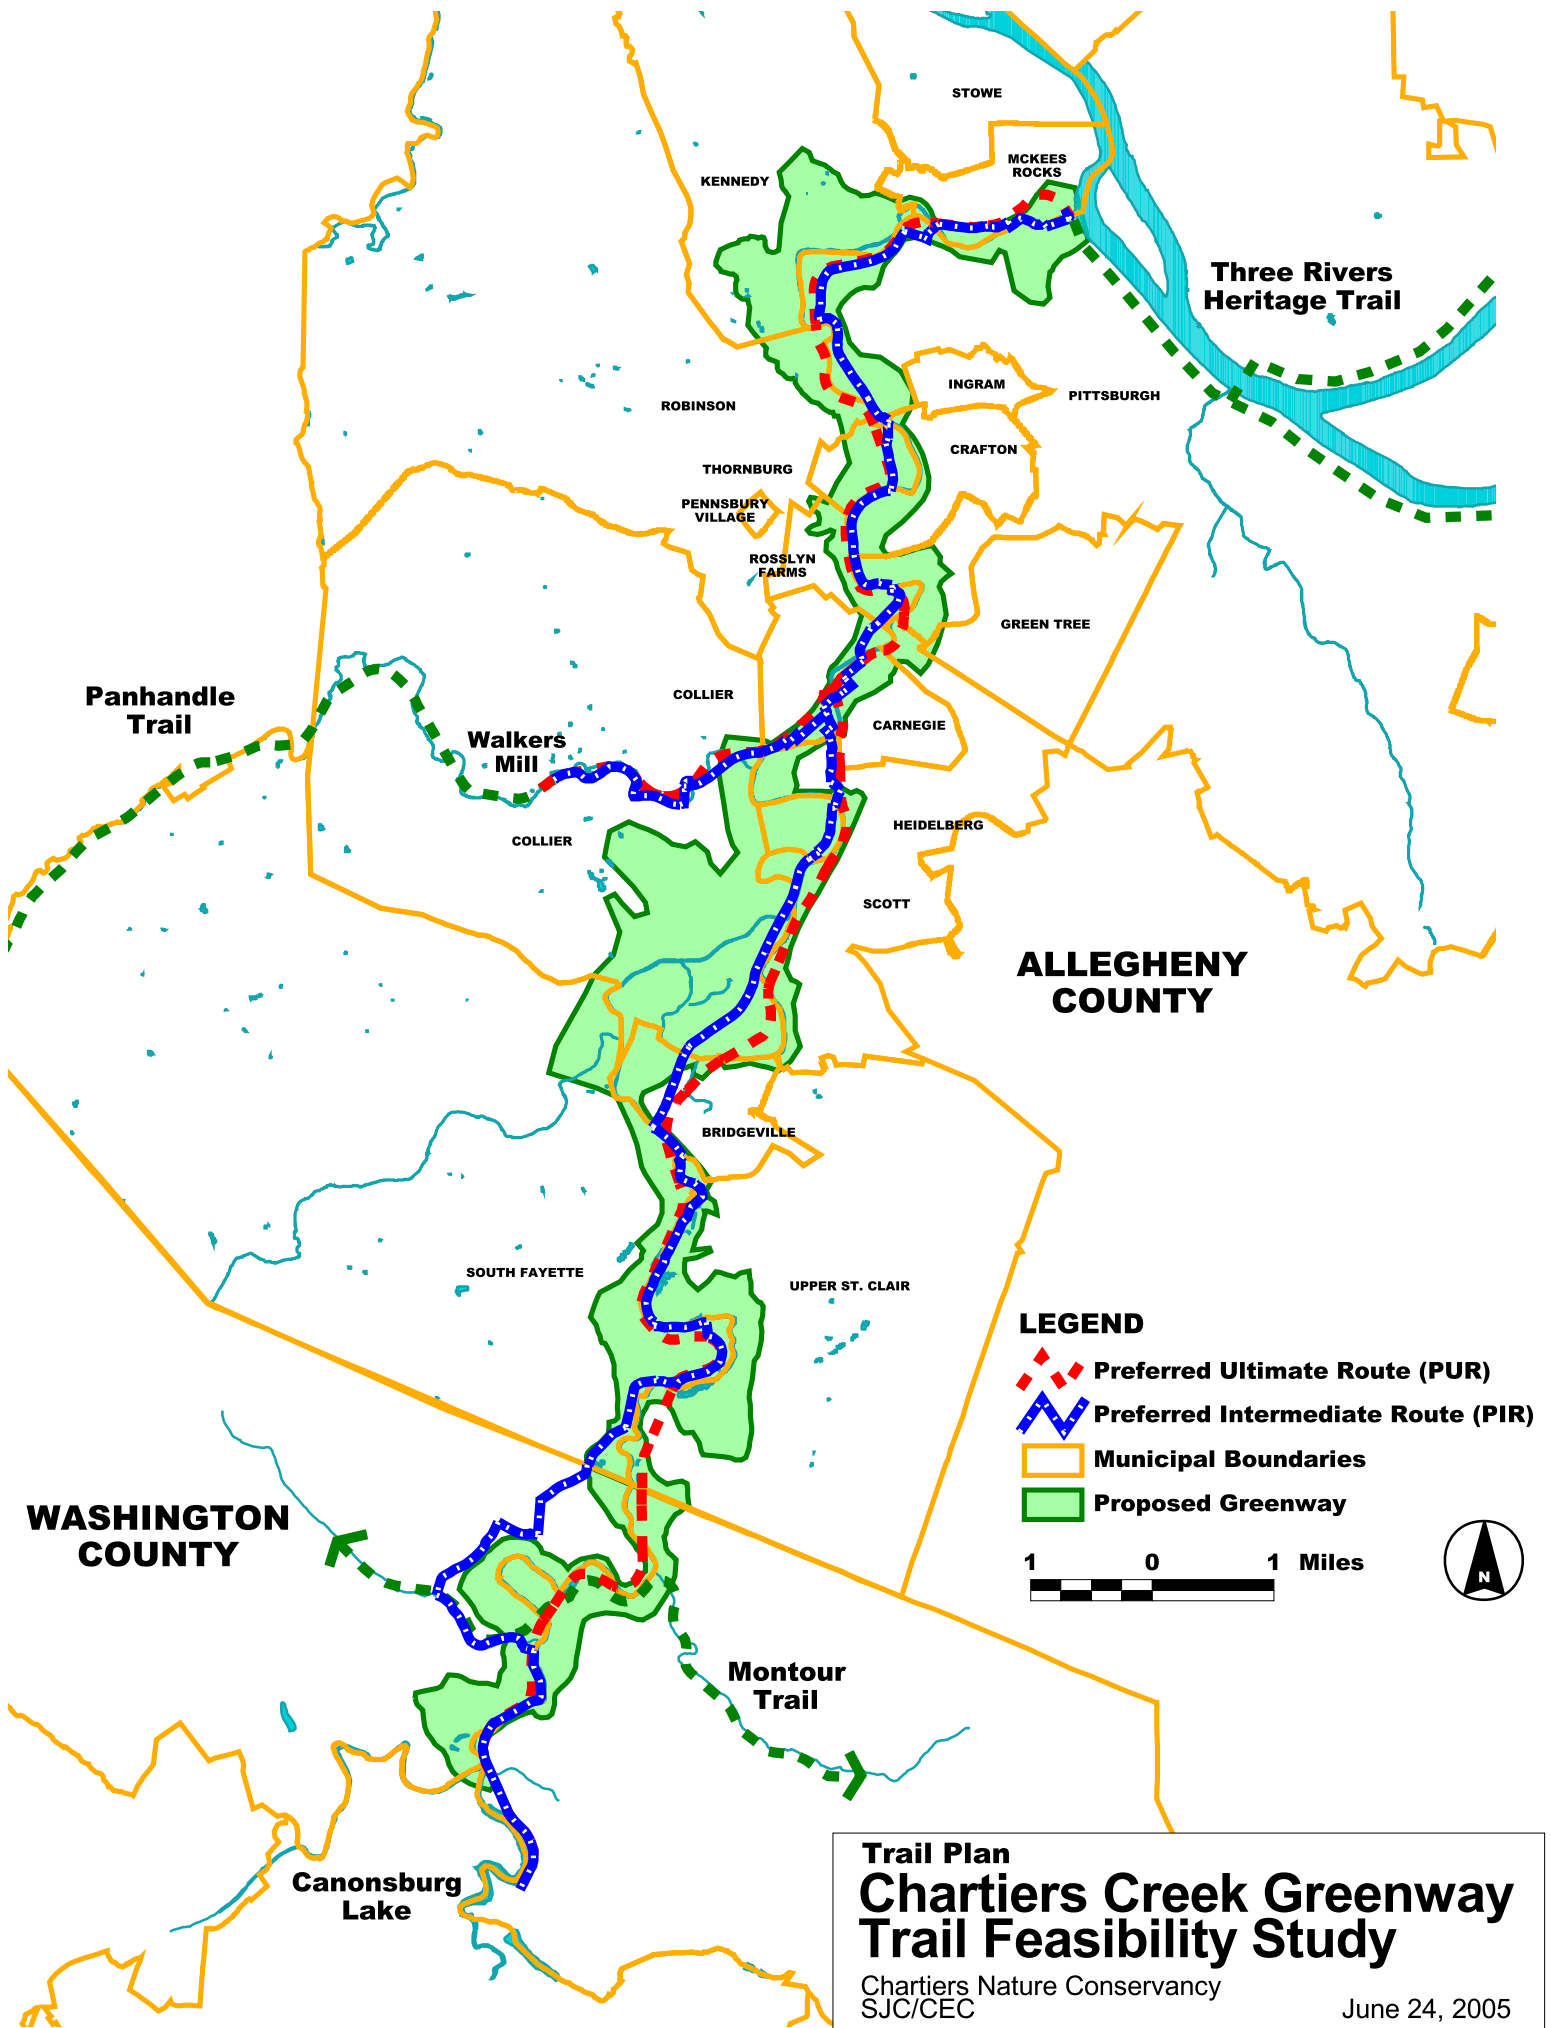 STOWE
MCKEES
ROCKS
KENNEDY
Three Rivers
Heritage Trail
INGRAM
PITTSBURGH
ROBINSON
CRAFTON
THORNBURG
PENNSBURY
VILLAGE
ROSSLYN
FARMS
GREEN TREE
Panhandle
Trail
COLLIER
CARNEGIE
Walkers
Mill
HEIDELBERG
COLLIER
SCOTT
ALLEGHENY
COUNTY
BRIDGEVILLE
SOUTH FAYETTE
UPPER ST. CLAIR
LEGEND
Preferred Ultimate Route (PUR)
Preferred Intermediate Route (PIR)
Municipal Boundaries
Proposed Greenway
WASHINGTON
COUNTY
1 0 1 Miles
N
Montour
Trail
Canonsburg
Lake
Trail Plan
Chartiers Creek Greenway
Trail Feasibility Study
Chartiers Nature Conservancy
SJC/CEC June 24, 2005